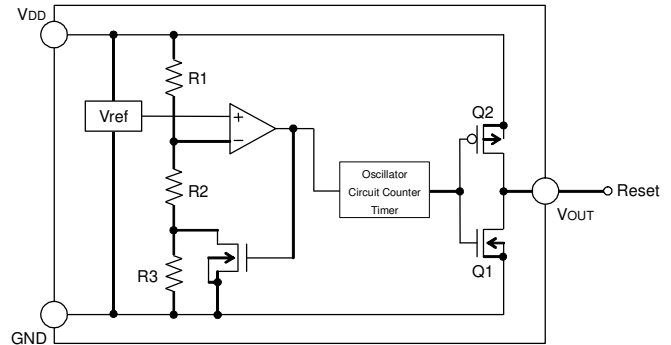 VDD
R1
Q2
Vref
+
−
Oscillator
Circuit Counter
Timer
R2
Reset
VOUT
R3
Q1
GND